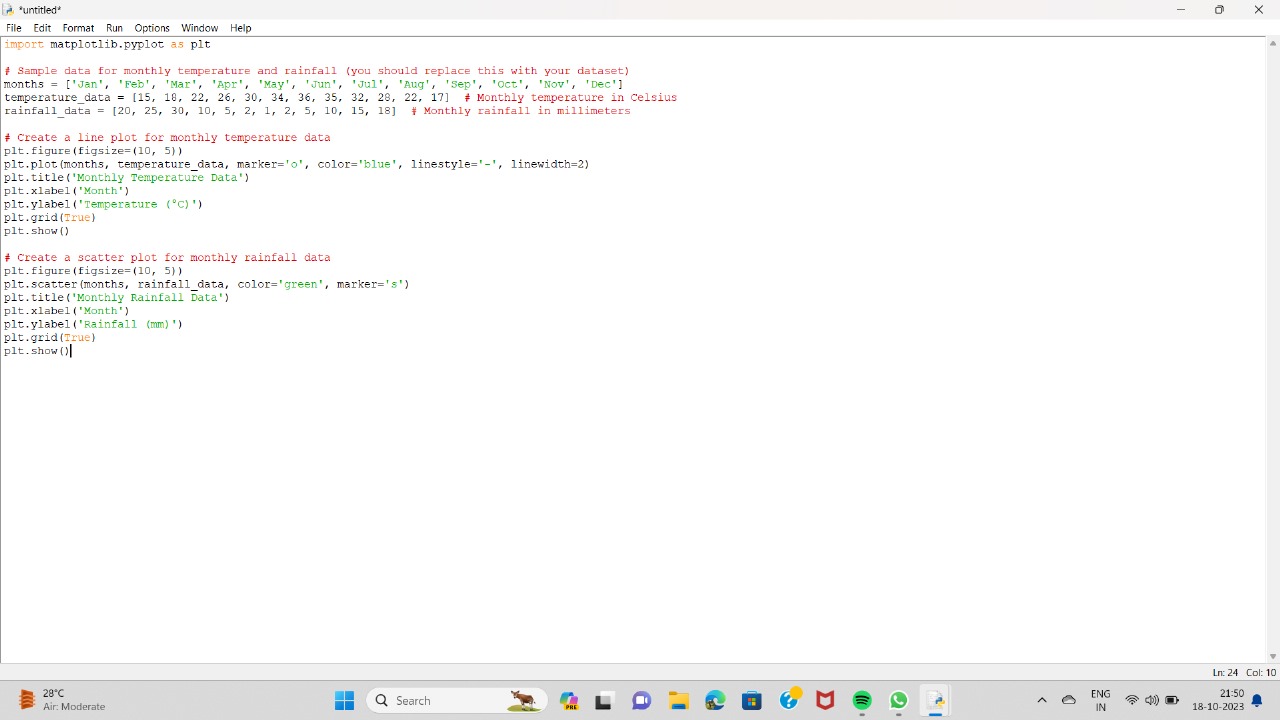 *untitled*
File Edit Format Run Options Window Help
import matplotlib.pyplot as plt
# Sample data for monthly temperature and rainfall (you should replace this with your dataset)
months = ['Jan', 'Feb', 'Mar', 'Apr', 'May', 'Jun', 'Jul', 'Aug', 'Sep', 'Oct', 'Nov', 'Dec']
temperature_data = [15, 18, 22, 26, 30, 34, 36, 35, 32, 28, 22, 17]  # Monthly temperature in Celsius
rainfall_data = [20, 25, 30, 10, 5, 2, 1, 2, 5, 10, 15, 18]  # Monthly rainfall in millimeters
# Create a line plot for monthly temperature data
plt.figure(figsize=(10, 5))
plt.plot(months, temperature_data, marker='o', color='blue', linestyle='-', linewidth=2)
plt.title('Monthly Temperature Data')
plt.xlabel('Month')
plt.ylabel('Temperature (°C)')
plt.grid(True)
plt.show()
# Create a scatter plot for monthly rainfall data
plt.figure(figsize=(10, 5))
plt.scatter(months, rainfall_data, color='green', marker='s')
plt.title('Monthly Rainfall Data')
plt.xlabel('Month')
plt.ylabel('Rainfall (mm)')
plt.grid(True)
plt.show()
Ln: 24 Col: 10
28°C
Air: Moderate
Search
PRE
ENG
IN
21:50
18-10-2023